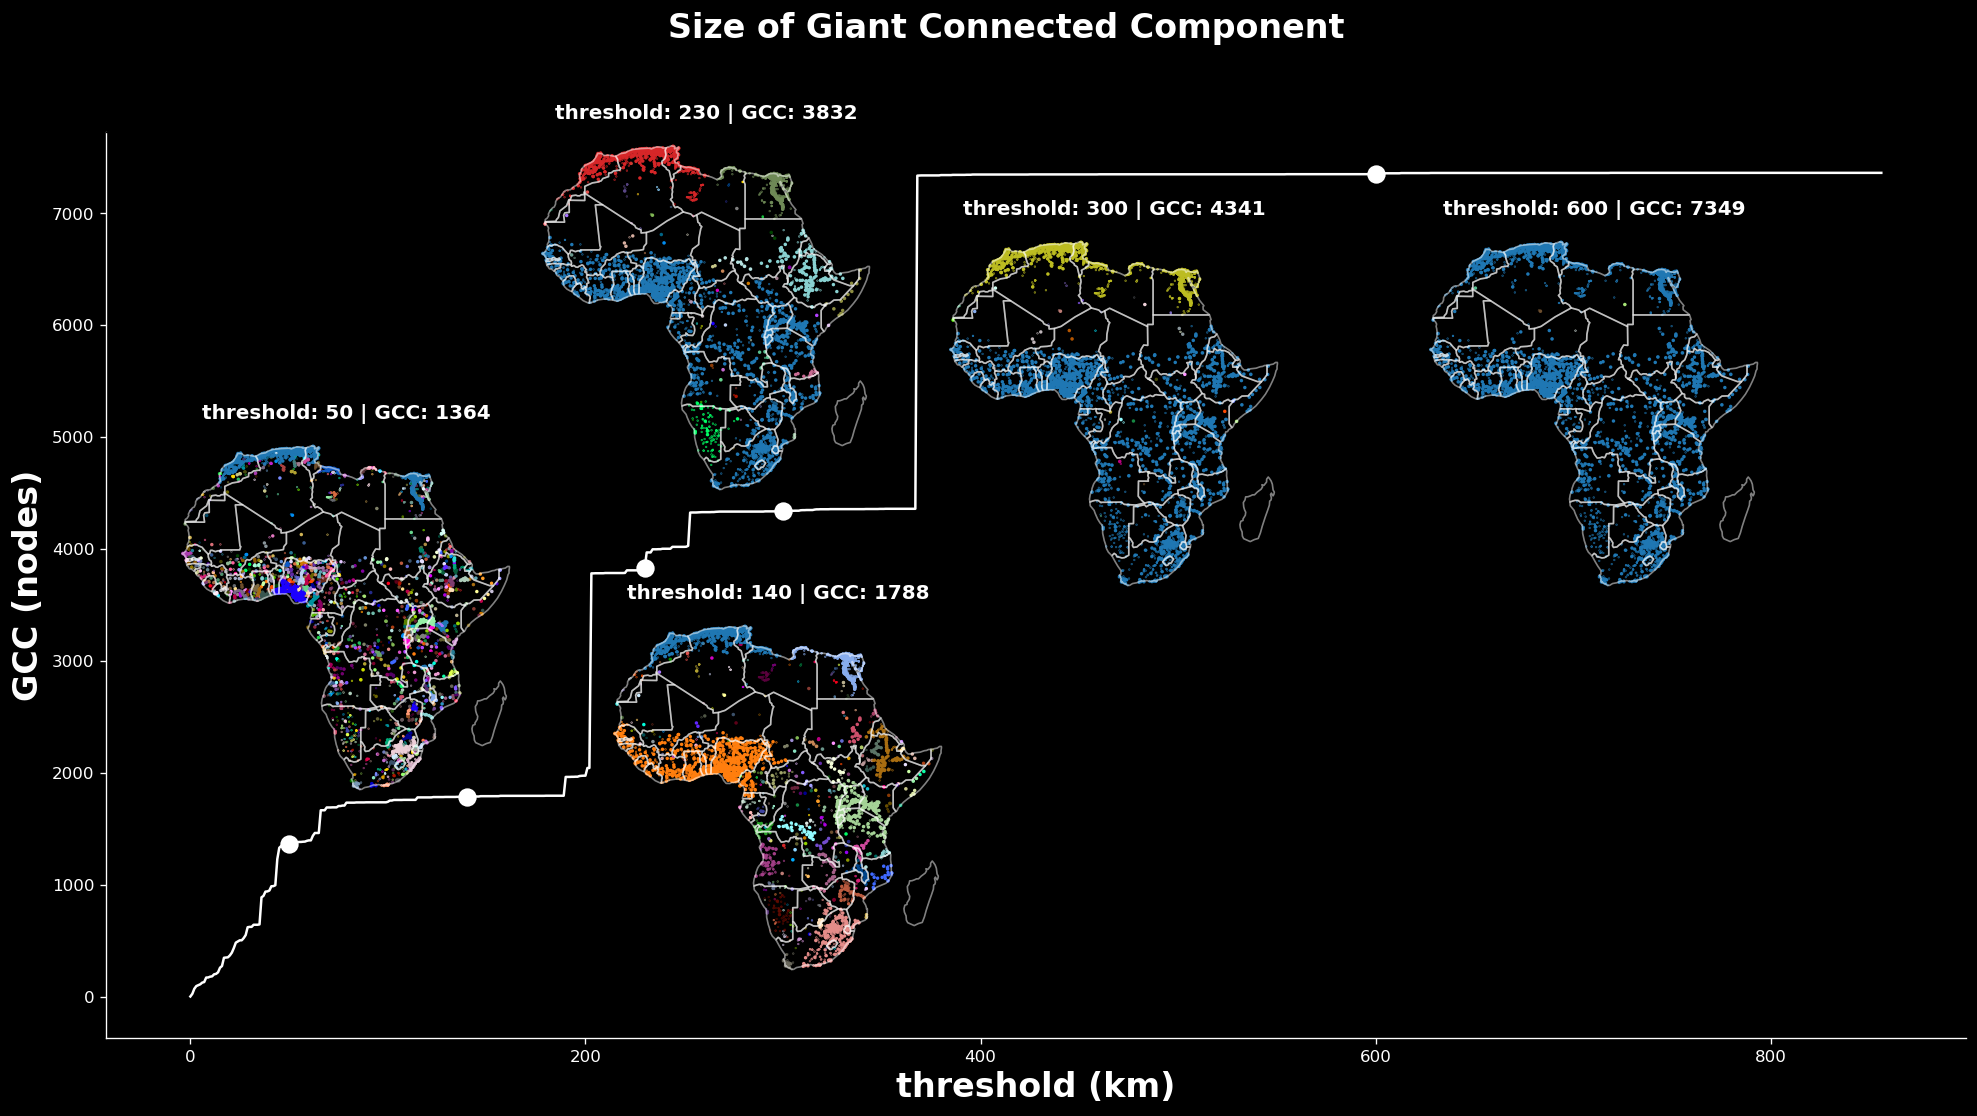 Size of Giant Connected Component
threshold: 230 | GCC: 3832
threshold: 300 | GCC: 4341
threshold: 600 | GCC: 7349
threshold: 50 | GCC: 1364
threshold: 140 | GCC: 1788
GCC (nodes)
7000
6000
5000
4000
3000
2000
1000
0
0
200
400
600
800
threshold (km)